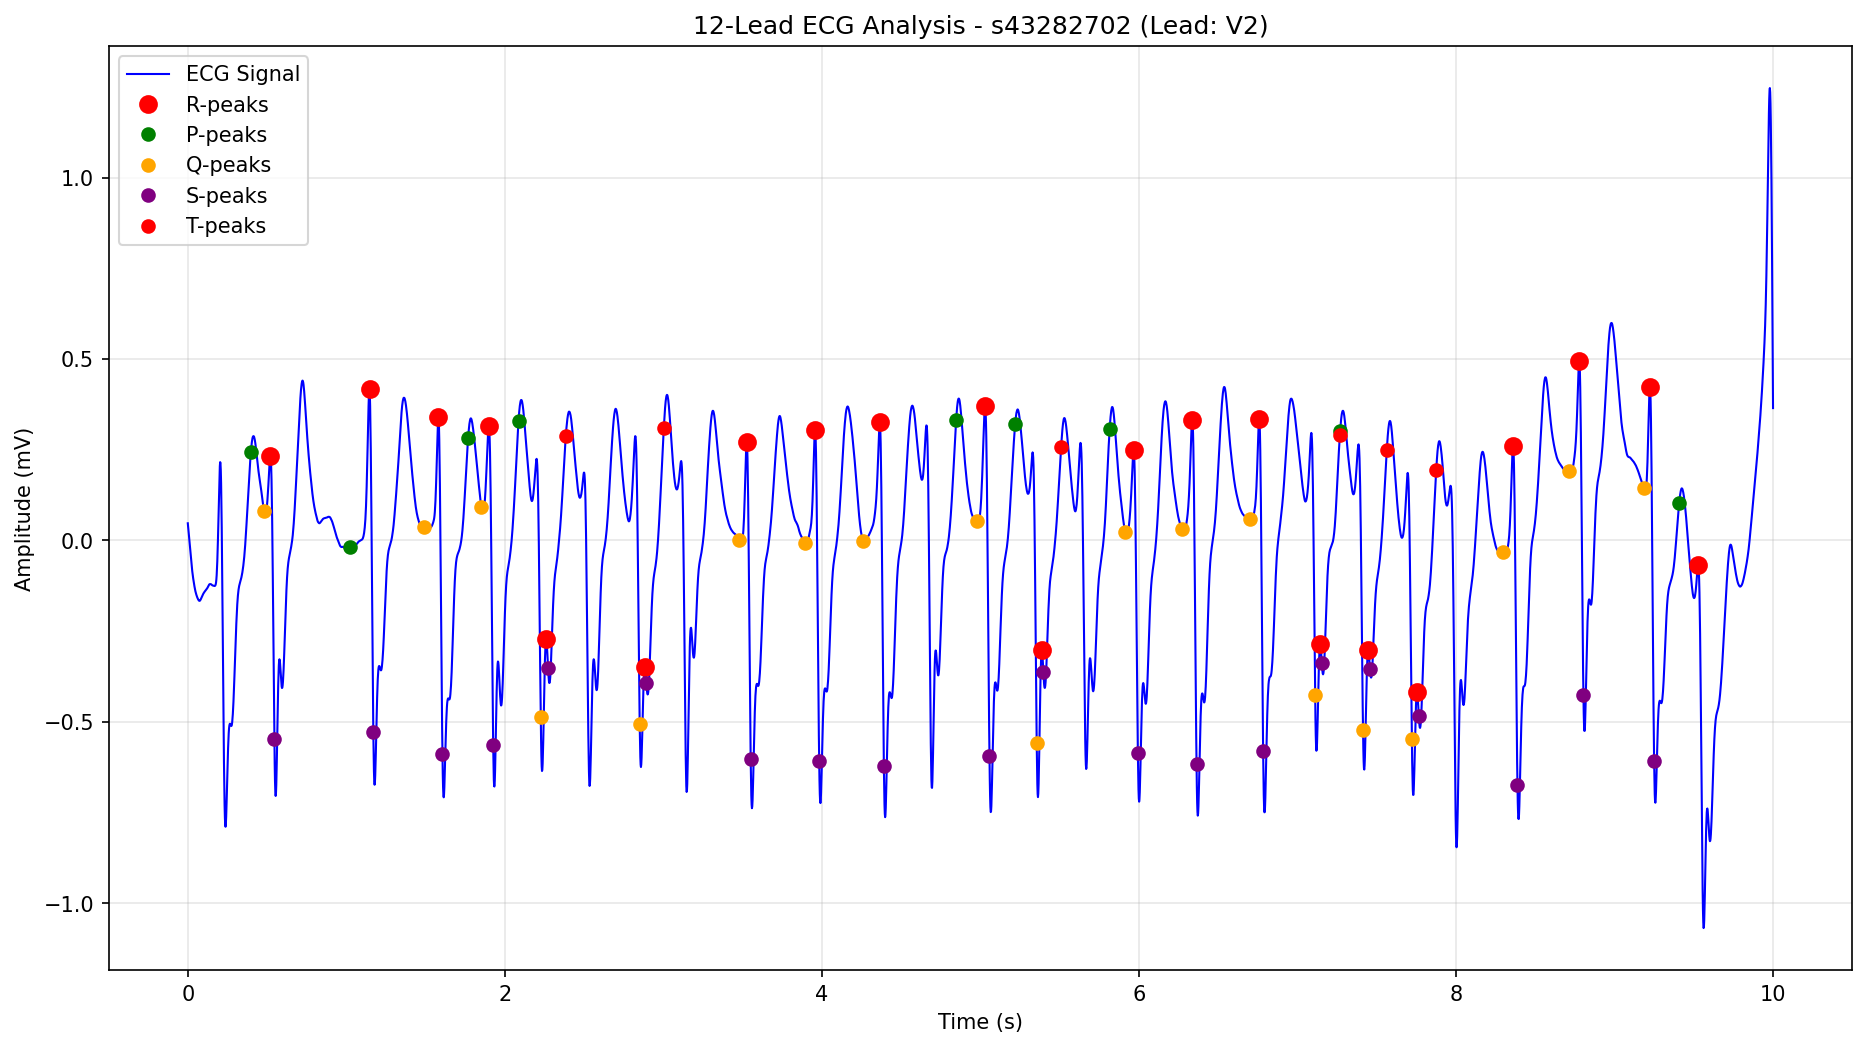 12-Lead ECG Analysis - s43282702 (Lead: V2)
ECG Signal
R-peaks
P-peaks
Q-peaks
S-peaks
T-peaks
Amplitude (mV)
1.0
0.5
0.0
−0.5
−1.0
0 2 4 6 8 10
Time (s)